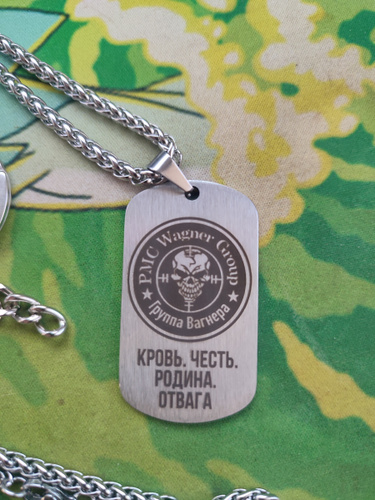 PMC Wagner Group
Группа Вагнера
КРОВЬ. ЧЕСТЬ.
РОДИНА.
ОТВАГА